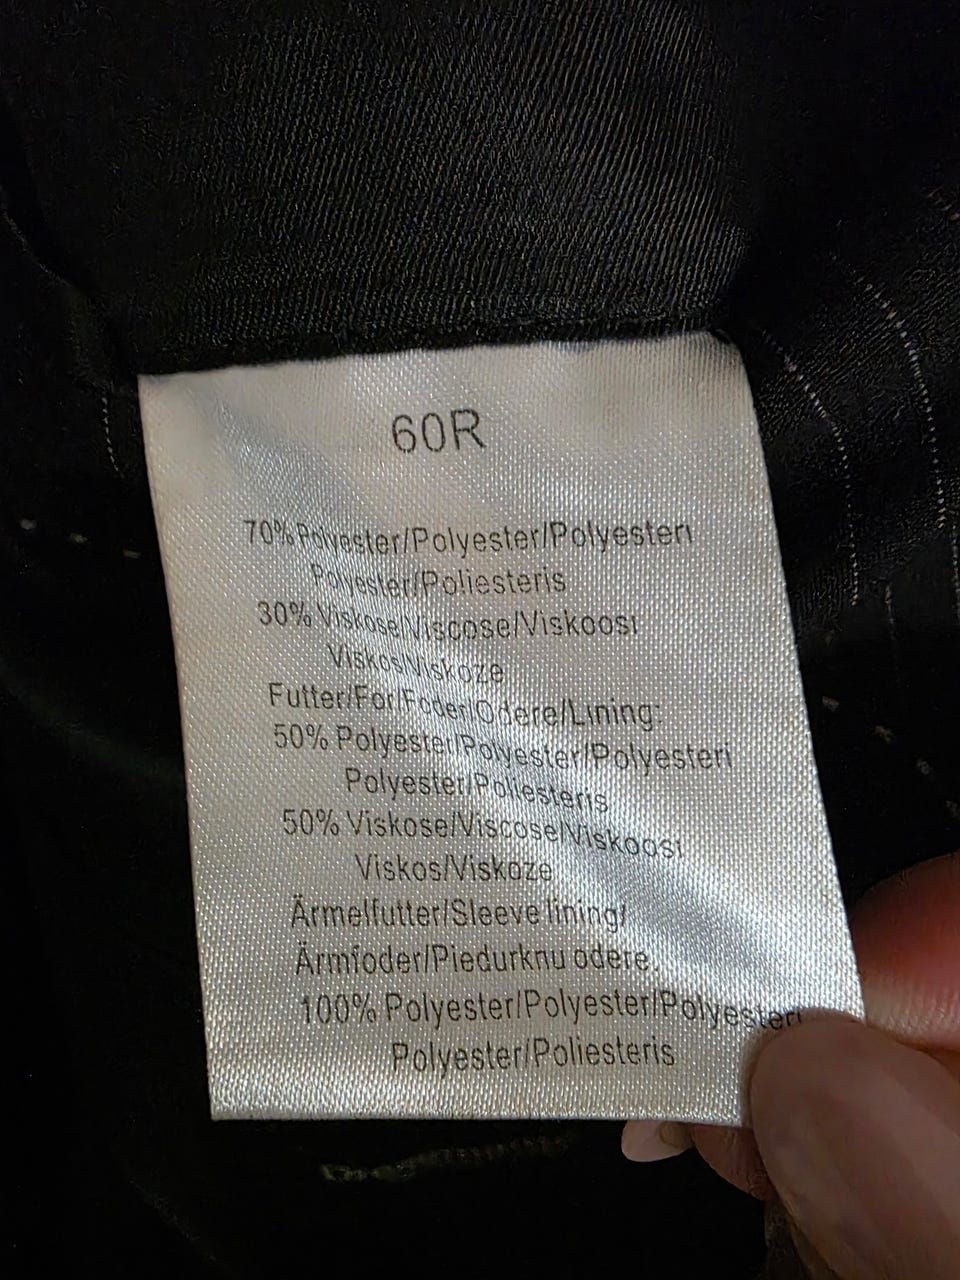 60R
70% Polyester/Polyester/Polyesteri
Polyester/Poliesteris
30% Viskose/Viscose/Viskoosi
Viskos/Viskoze
Futter/For/Foder/Odere/Lining:
50% Polyester/Polyester/Polyesteri
Polyester/Poliesteris
50% Viskose/Viscose/Viskoosi
Viskos/Viskoze
Ärmelfutter/Sleeve lining/
Ärmfoder/Piedurknu odere:
100% Polyester/Polyester/Polyesteri
Polyester/Poliesteris